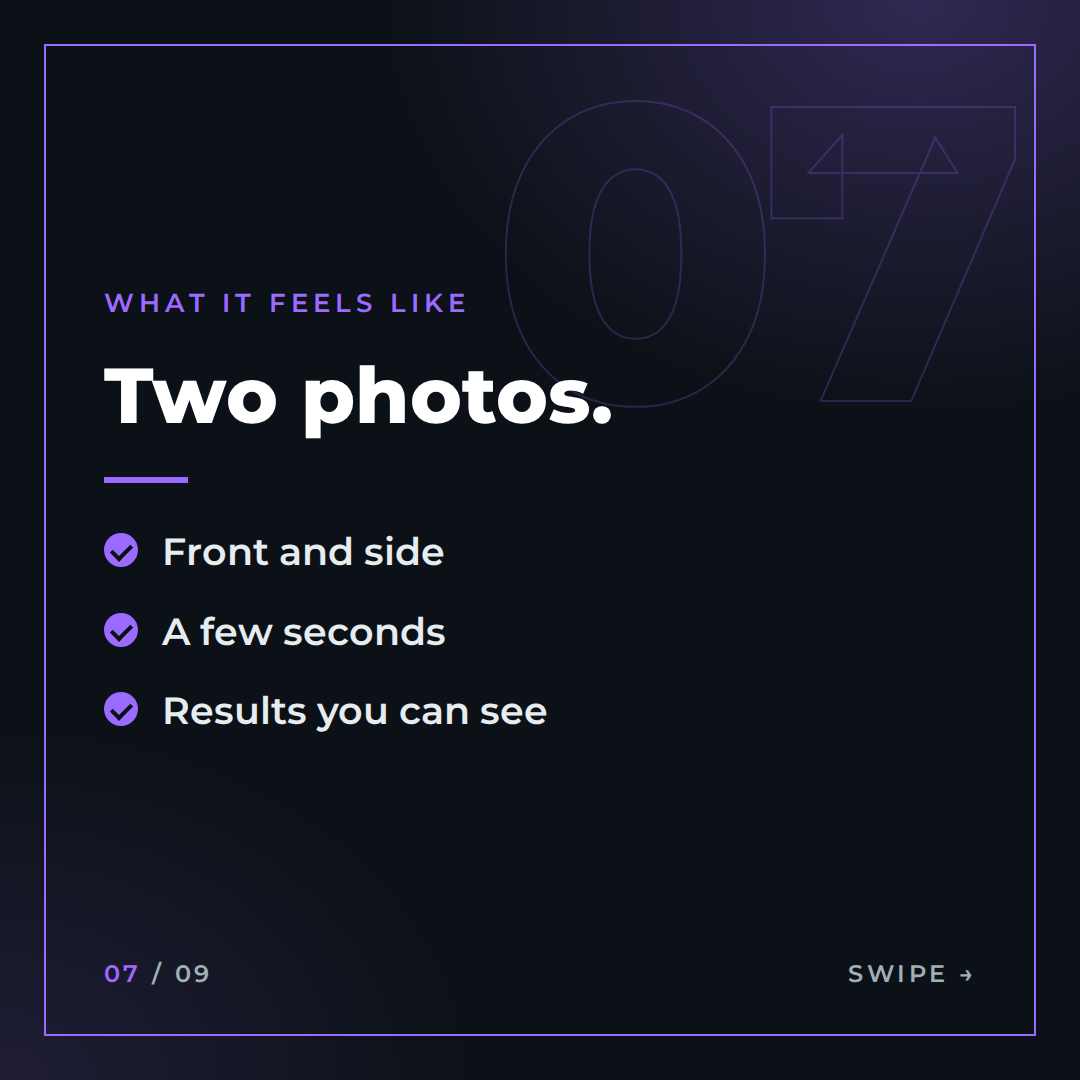 07
WHAT IT FEELS LIKE
Two photos.
Front and side
A few seconds
Results you can see
07 / 09
SWIPE →